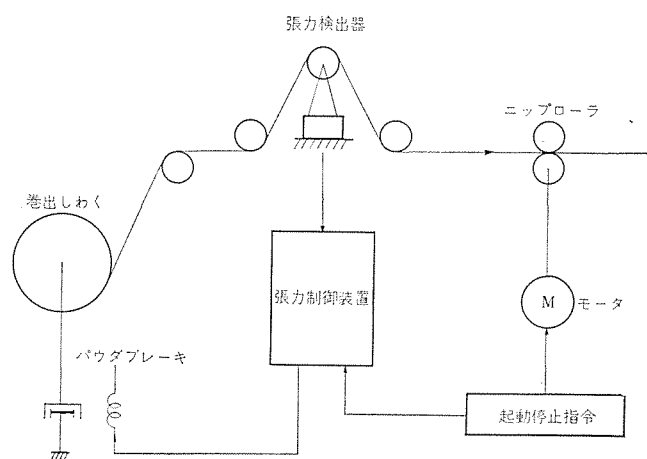 張力検出器
ニップローラ
巻出しわく
張力制御装置
M
モータ
パウダブレーキ
起動停止指令